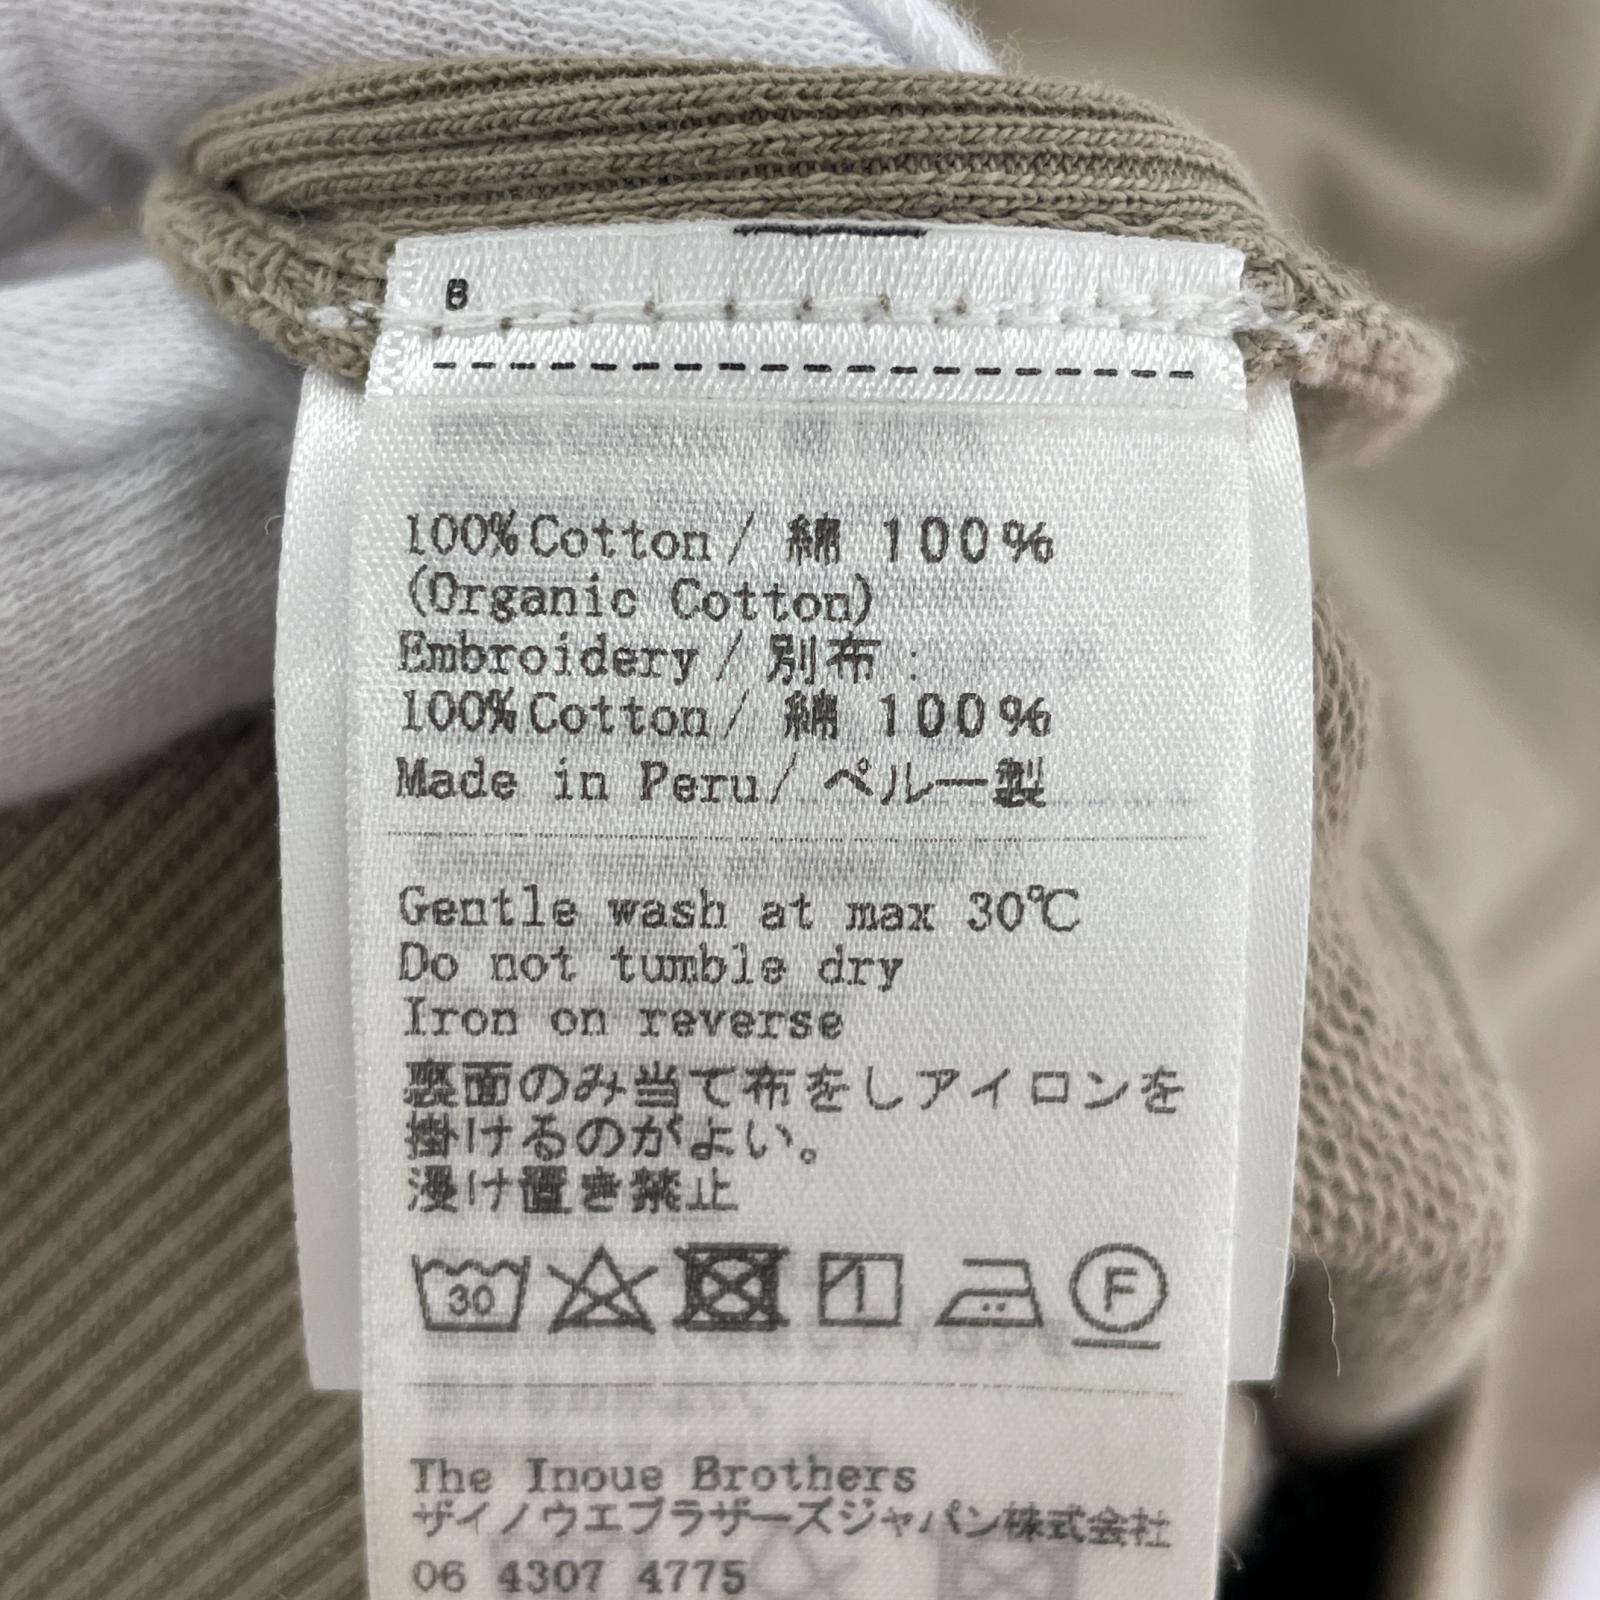 8
100%Cotton/ 綿 100%
(Organic Cotton)
Embroidery/ 別布:
100%Cotton/ 綿 100%
Made in Peru/ ペルー製
Gentle wash at max 30℃
Do not tumble dry
Iron on reverse
裏面のみ当て布をしアイロンを
掛けるのがよい。
浸け置き禁止
30 F
The Inoue Brothers
ザイノウエブラザーズジャパン株式会社
06 4307 4775